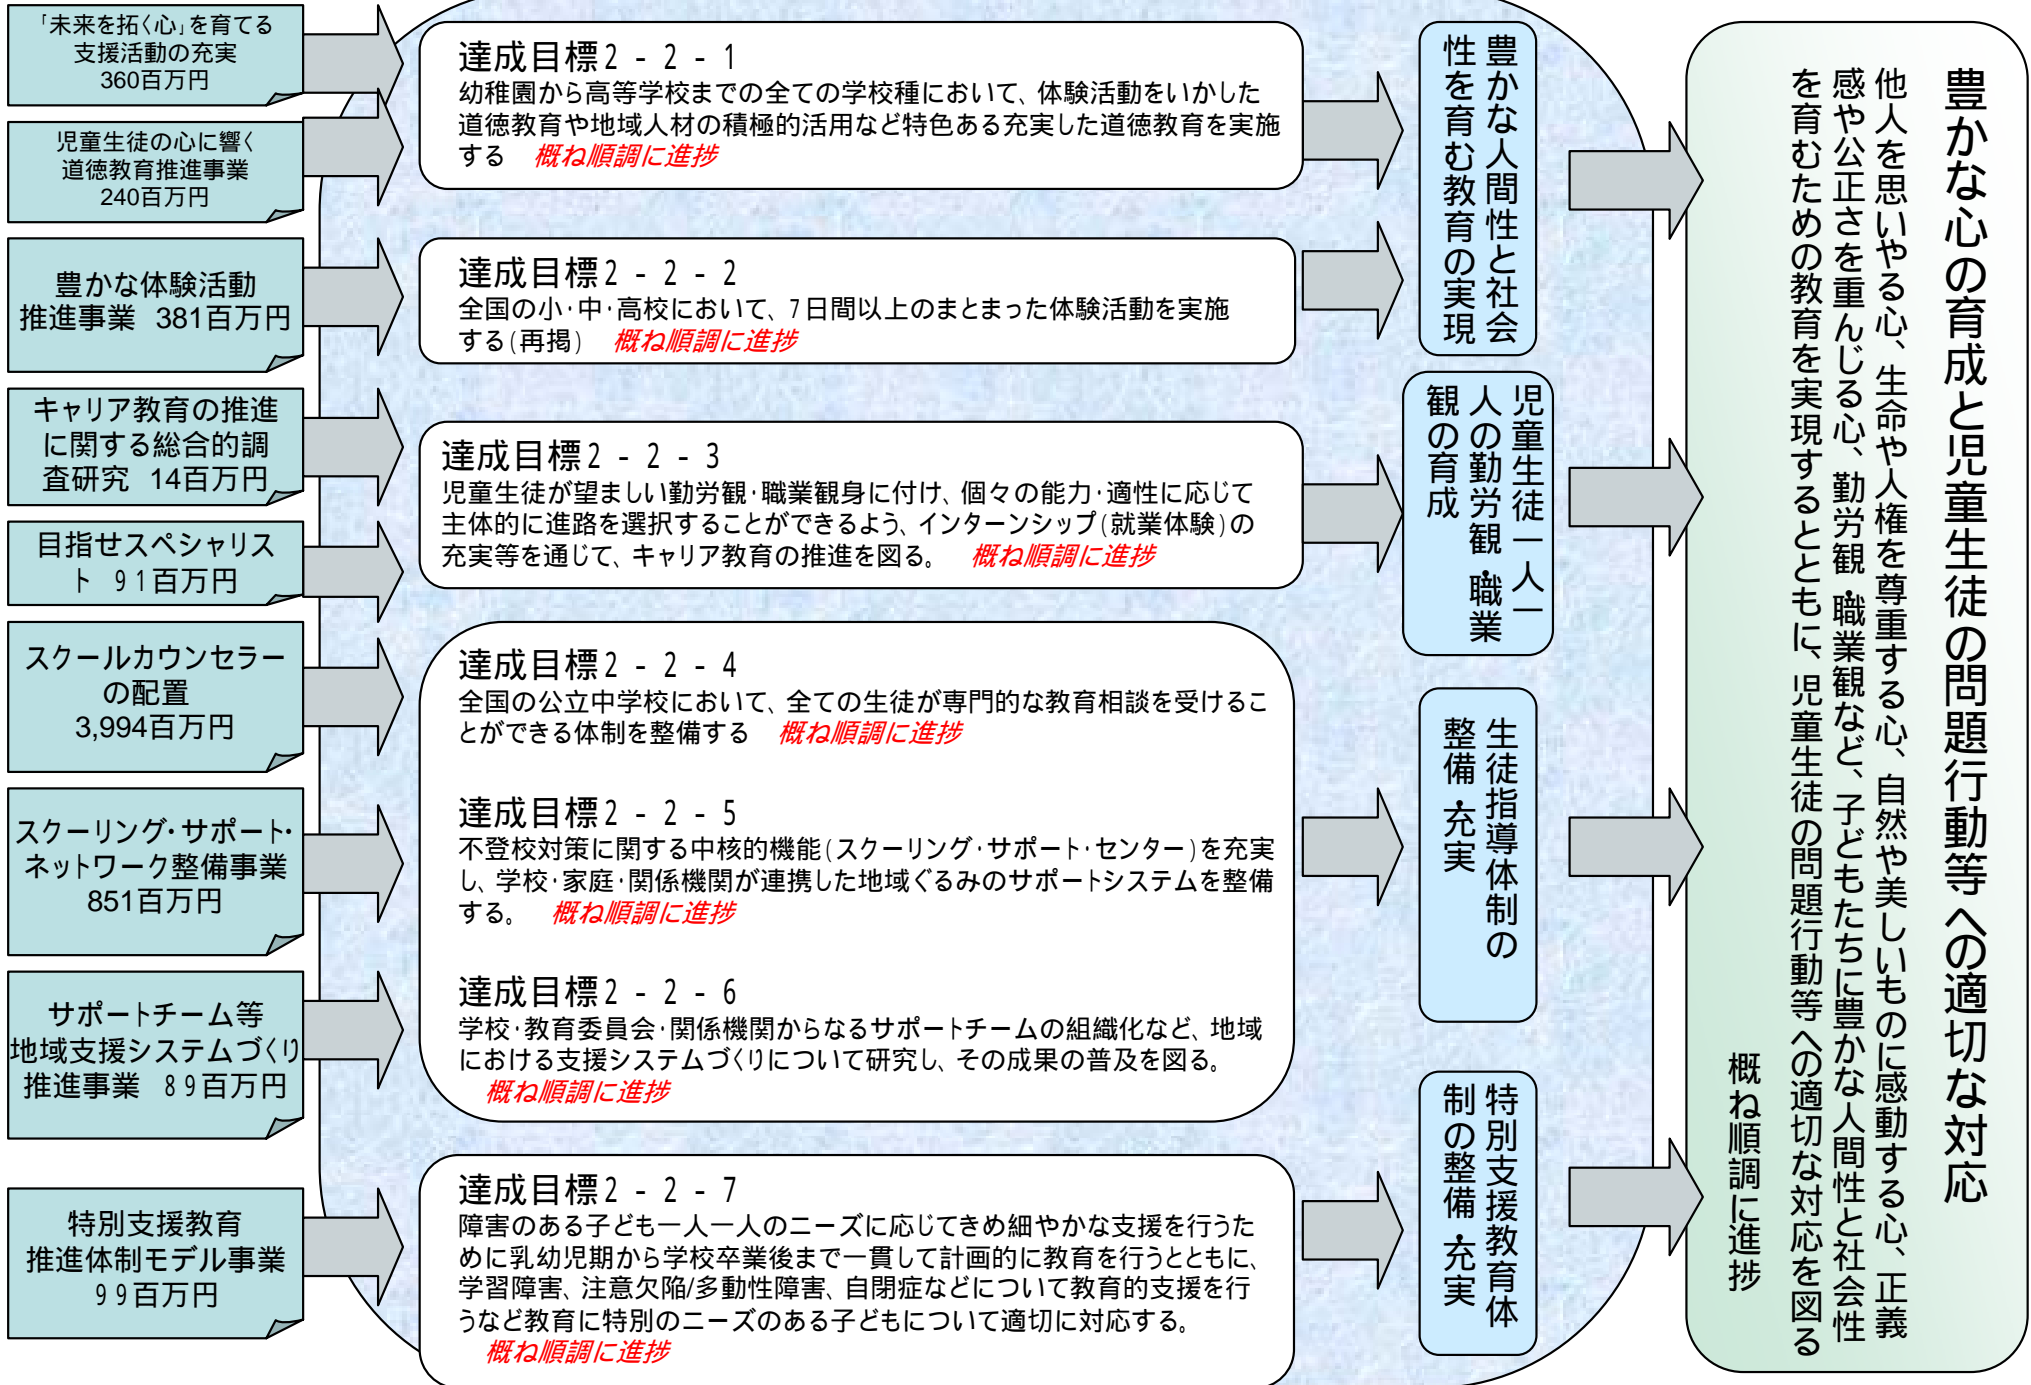 「未来を拓く心」を育てる
支援活動の充実
360百万円
児童生徒の心に響く
道徳教育推進事業
240百万円
豊かな体験活動
推進事業 381百万円
キャリア教育の推進
に関する総合的調
査研究 14百万円
目指せスペシャリス
ト 91百万円
スクールカウンセラー
の配置
3,994百万円
スクーリング・サポート・
ネットワーク整備事業
851百万円
サポートチーム等
地域支援システムづくり
推進事業 89百万円
特別支援教育
推進体制モデル事業
99百万円
達成目標2-2-1
幼稚園から高等学校までの全ての学校種において、体験活動をいかした
道徳教育や地域人材の積極的活用など特色ある充実した道徳教育を実施
する 概ね順調に進捗
達成目標2-2-2
全国の小・中・高校において、7日間以上のまとまった体験活動を実施
する(再掲) 概ね順調に進捗
達成目標2-2-3
児童生徒が望ましい勤労観・職業観身に付け、個々の能力・適性に応じて
主体的に進路を選択することができるよう、インターンシップ(就業体験)の
充実等を通じて、キャリア教育の推進を図る。 概ね順調に進捗
達成目標2-2-4
全国の公立中学校において、全ての生徒が専門的な教育相談を受けるこ
とができる体制を整備する 概ね順調に進捗
達成目標2-2-5
不登校対策に関する中核的機能(スクーリング・サポート・センター)を充実
し、学校・家庭・関係機関が連携した地域ぐるみのサポートシステムを整備
する。 概ね順調に進捗
達成目標2-2-6
学校・教育委員会・関係機関からなるサポートチームの組織化など、地域
における支援システムづくりについて研究し、その成果の普及を図る。
概ね順調に進捗
達成目標2-2-7
障害のある子ども一人一人のニーズに応じてきめ細やかな支援を行うた
めに乳幼児期から学校卒業後まで一貫して計画的に教育を行うとともに、
学習障害、注意欠陥/多動性障害、自閉症などについて教育的支援を行
うなど教育に特別のニーズのある子どもについて適切に対応する。
概ね順調に進捗
豊かな人間性と社会
性を育む教育の実現
児童生徒一人一
人の勤労観・職業
観の育成
生徒指導体制の
整備・充実
特別支援教育体
制の整備・充実
豊かな心の育成と児童生徒の問題行動等への適切な対応
他人を思いやる心、生命や人権を尊重する心、自然や美しいものに感動する心、正義
感や公正さを重んじる心、勤労観・職業観など、子どもたちに豊かな人間性と社会性
を育むための教育を実現するとともに、児童生徒の問題行動等への適切な対応を図る
概ね順調に進捗